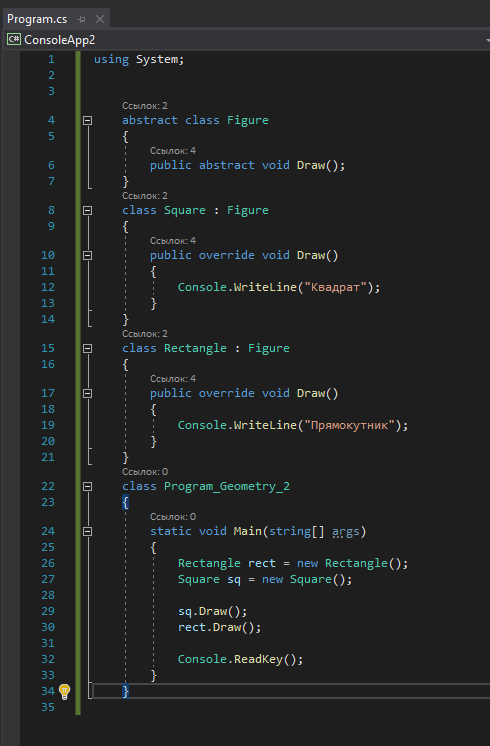 Program.cs
C# ConsoleApp2
1 using System;
2
3
Ссылок: 2
4 abstract class Figure
5 {
Ссылок: 4
6 public abstract void Draw();
7 }
Ссылок: 2
8 class Square : Figure
9 {
Ссылок: 4
10 public override void Draw()
11 {
12 Console.WriteLine("Квадрат");
13 }
14 }
Ссылок: 2
15 class Rectangle : Figure
16 {
Ссылок: 4
17 public override void Draw()
18 {
19 Console.WriteLine("Прямокутник");
20 }
21 }
Ссылок: 0
22 class Program_Geometry_2
23 {
Ссылок: 0
24 static void Main(string[] args)
25 {
26 Rectangle rect = new Rectangle();
27 Square sq = new Square();
28
29 sq.Draw();
30 rect.Draw();
31
32 Console.ReadKey();
33 }
34 }
35